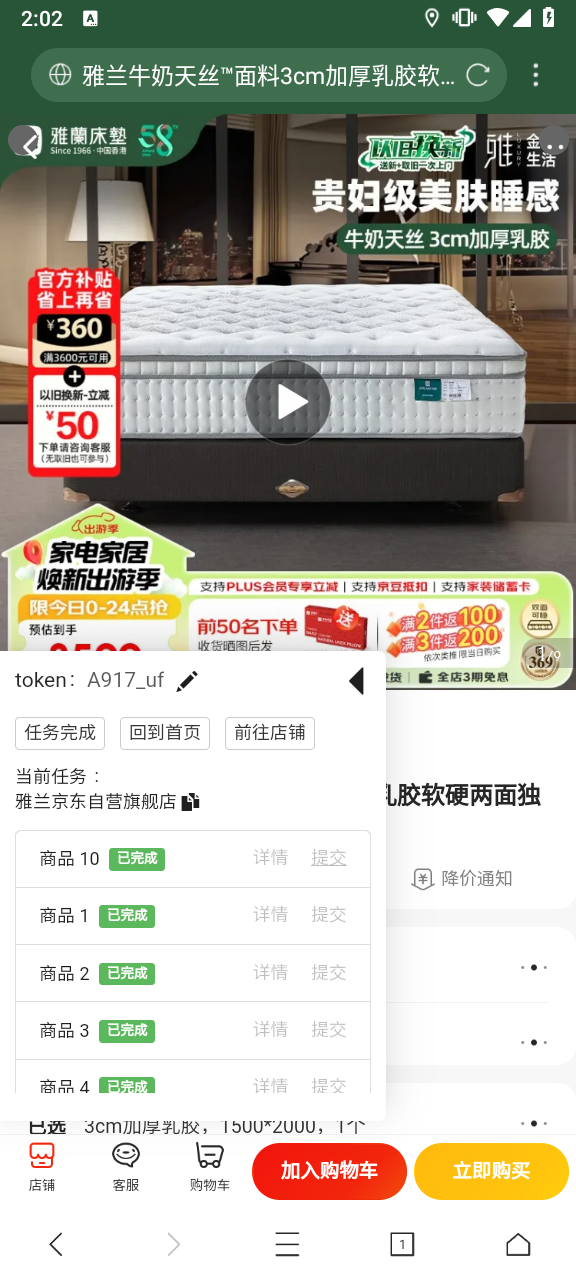 2:02
A
雅兰牛奶天丝™面料3cm加厚乳胶软…
雅蘭床墊
Since 1966 · 中国香港
58
以旧换新
送新+取旧一次上门
雅
LUXURY
金
生活
贵妇级美肤睡感
牛奶天丝 3cm加厚乳胶
官方补贴
省上再省
¥360
满3600元可用
以旧换新-立减
¥50
下单请咨询客服
(无取旧也可参与)
出游季
家电家居
焕新出游季
限今日0-24点抢
预估到手
支持PLUS会员专享立减 | 支持京豆抵扣 | 支持家装储蓄卡
前50名下单
送
收货晒图后发
满2件返100
满3件返200
依次类推 限当日购买
双面
可睡
369
全店3期免息
token: A917_uf
任务完成
回到首页
前往店铺
当前任务：
雅兰京东自营旗舰店
乳胶软硬两面独
降价通知
商品 10 已完成 详情 提交
商品 1 已完成 详情 提交
商品 2 已完成 详情 提交
商品 3 已完成 详情 提交
商品 4 已完成 详情 提交
已选 3cm加厚乳胶，1500*2000，1个
店铺
客服
购物车
加入购物车
立即购买
1